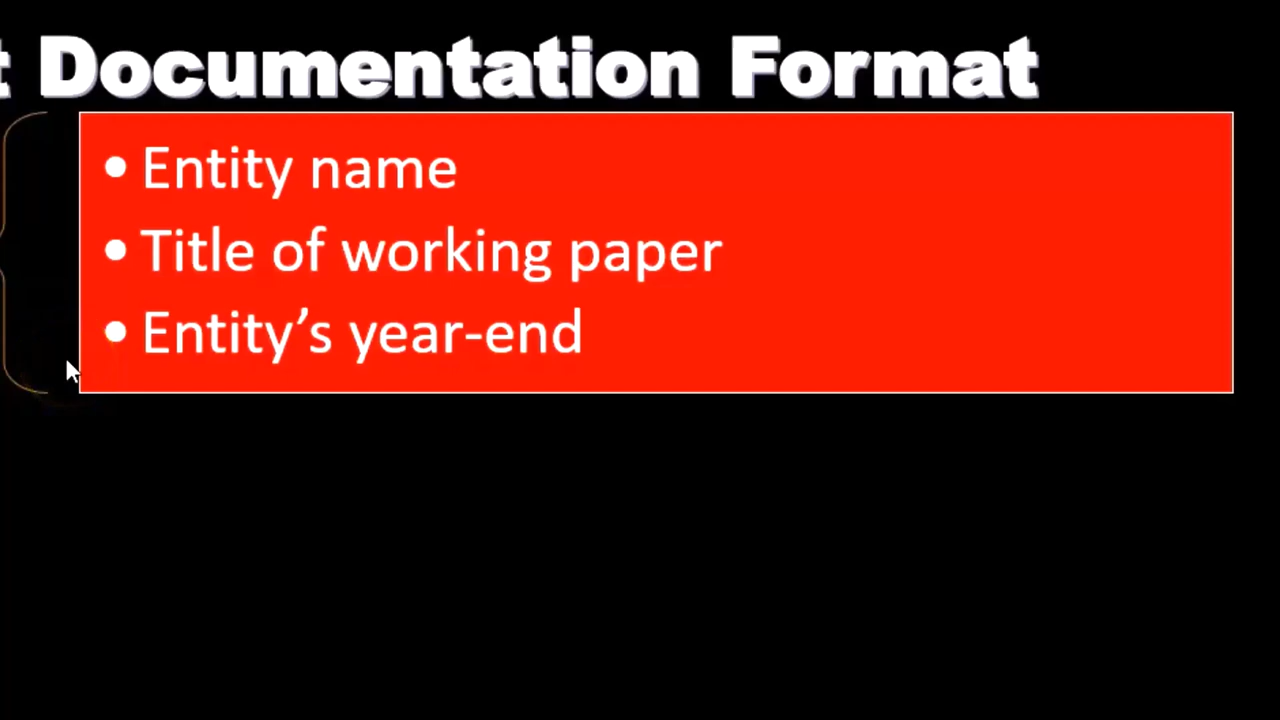 t Documentation Format
• Entity name
• Title of working paper
• Entity’s year-end